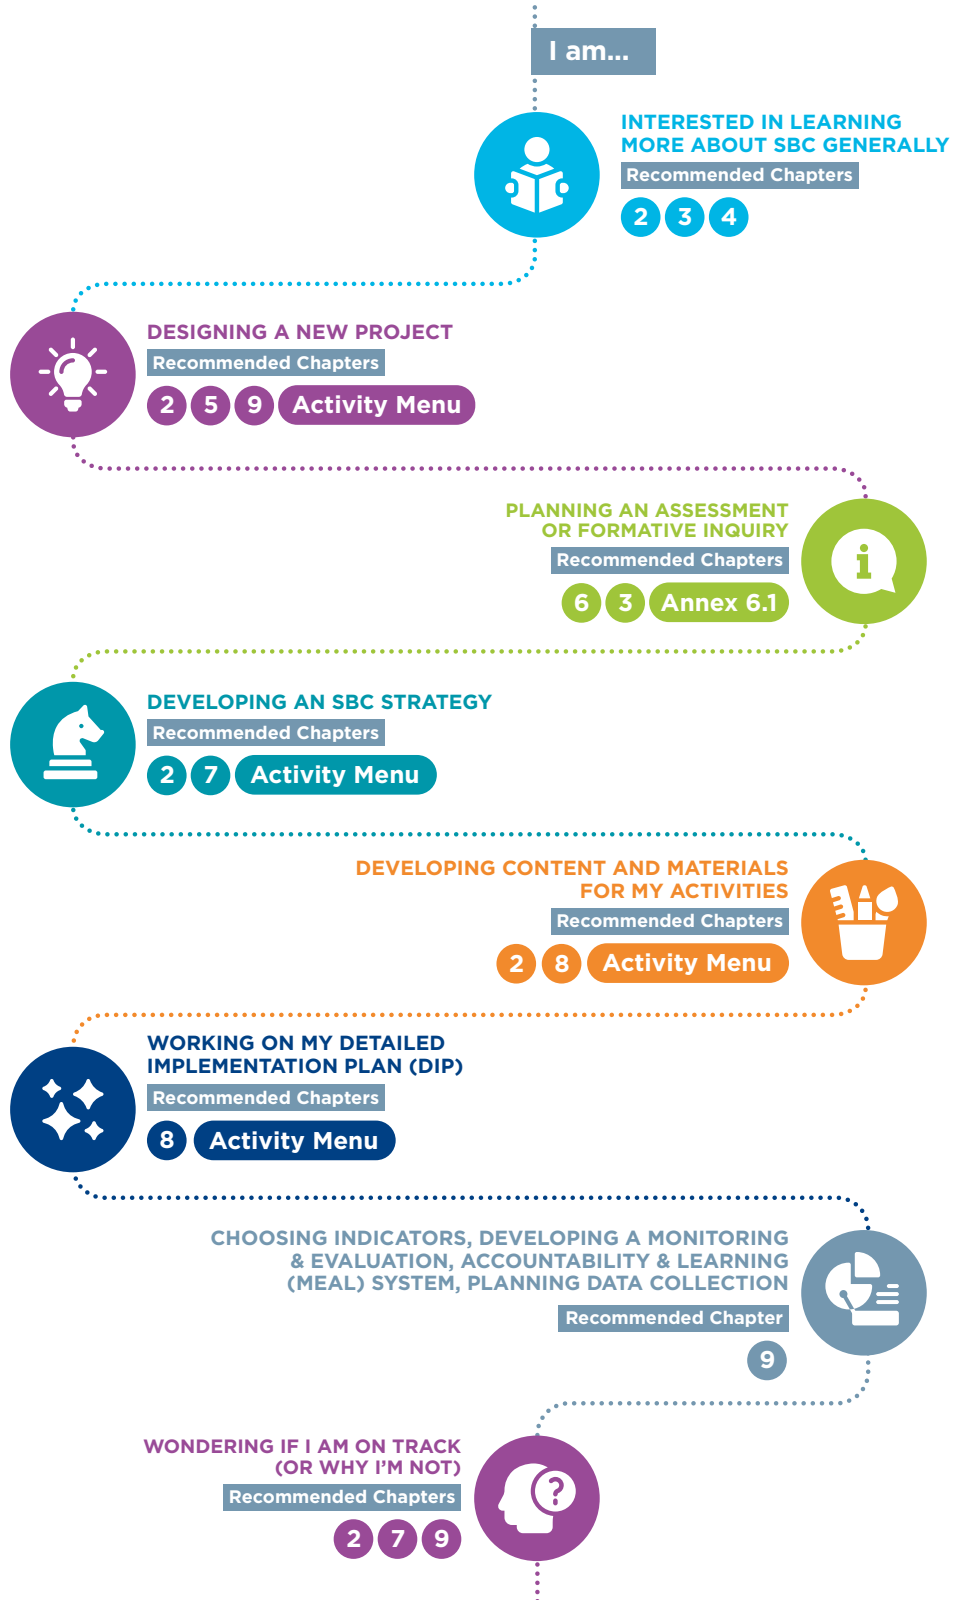 I am...
INTERESTED IN LEARNING
MORE ABOUT SBC GENERALLY
Recommended Chapters
2 3 4
DESIGNING A NEW PROJECT
Recommended Chapters
2 5 9 Activity Menu
PLANNING AN ASSESSMENT
OR FORMATIVE INQUIRY
Recommended Chapters
6 3 Annex 6.1
i
DEVELOPING AN SBC STRATEGY
Recommended Chapters
2 7 Activity Menu
DEVELOPING CONTENT AND MATERIALS
FOR MY ACTIVITIES
Recommended Chapters
2 8 Activity Menu
WORKING ON MY DETAILED
IMPLEMENTATION PLAN (DIP)
Recommended Chapters
8 Activity Menu
CHOOSING INDICATORS, DEVELOPING A MONITORING
& EVALUATION, ACCOUNTABILITY & LEARNING
(MEAL) SYSTEM, PLANNING DATA COLLECTION
Recommended Chapter
9
WONDERING IF I AM ON TRACK
(OR WHY I'M NOT)
Recommended Chapters
2 7 9
?